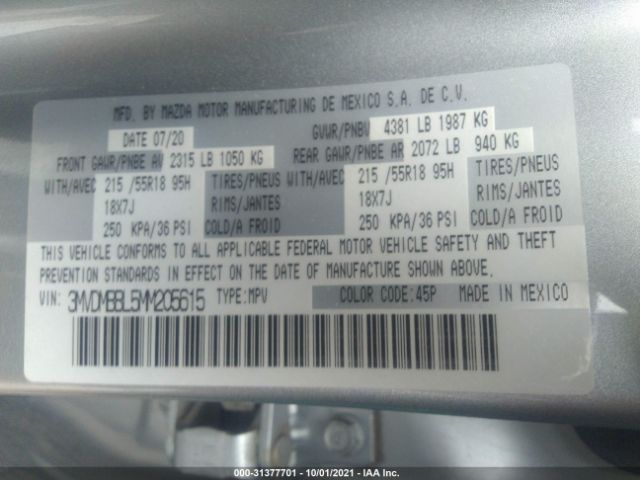 MFD. BY MAZDA MOTOR MANUFACTURING DE MEXICO S.A. DE C.V.
DATE 07/20 GVWR/PNBV 4381 LB 1987 KG
FRONT GAWR/PNBE AV 2315 LB 1050 KG REAR GAWR/PNBE AR 2072 LB 940 KG
WITH/AVEC 215 /55R18 95H TIRES/PNEUS WITH/AVEC 215 /55R18 95H TIRES/PNEUS
18X7J RIMS/JANTES 18X7J RIMS/JANTES
250 KPA/36 PSI COLD/A FROID 250 KPA/36 PSI COLD/A FROID
THIS VEHICLE CONFORMS TO ALL APPLICABLE FEDERAL MOTOR VEHICLE SAFETY AND THEFT
PREVENTION STANDARDS IN EFFECT ON THE DATE OF MANUFACTURE SHOWN ABOVE.
VIN: 3MVDMBBL5MM205615 TYPE:MPV COLOR CODE:45P MADE IN MEXICO
000-31377701 - 10/01/2021 - IAA Inc.